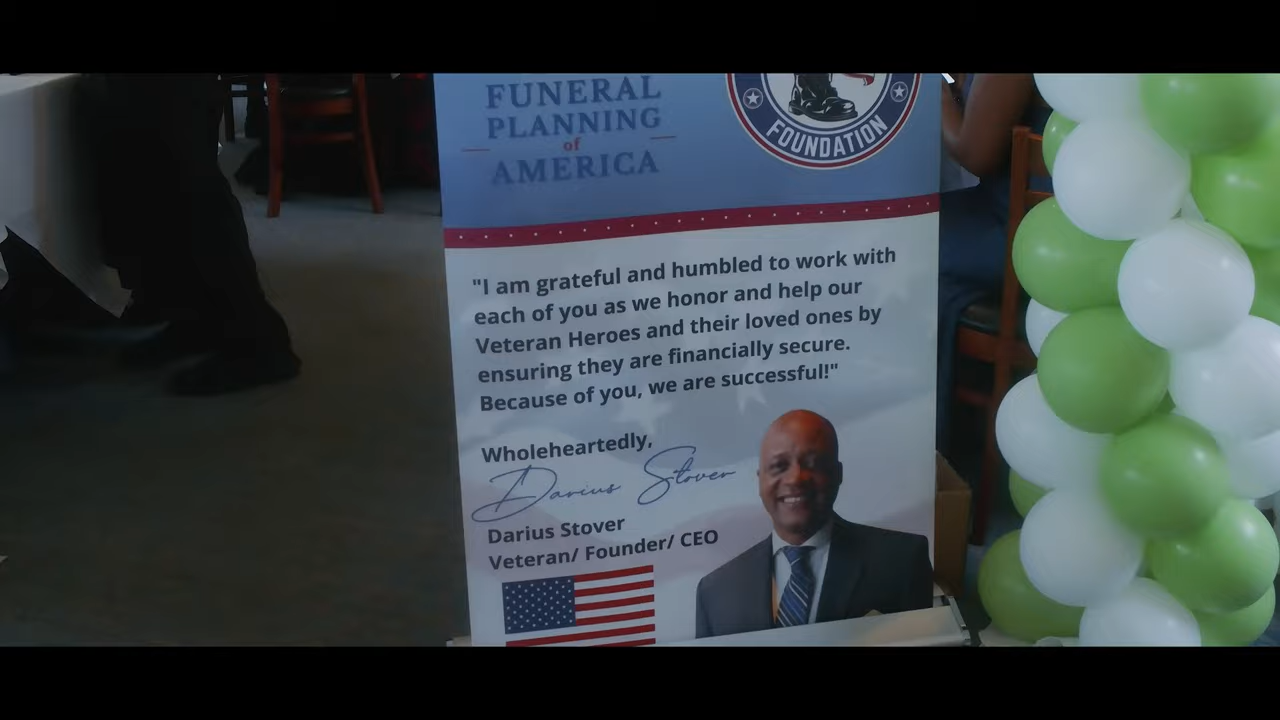 FUNERAL
PLANNING
of
AMERICA
FOUNDATION
"I am grateful and humbled to work with
each of you as we honor and help our
Veteran Heroes and their loved ones by
ensuring they are financially secure.
Because of you, we are successful!"
Wholeheartedly,
Darius Stover
Darius Stover
Veteran/ Founder/ CEO